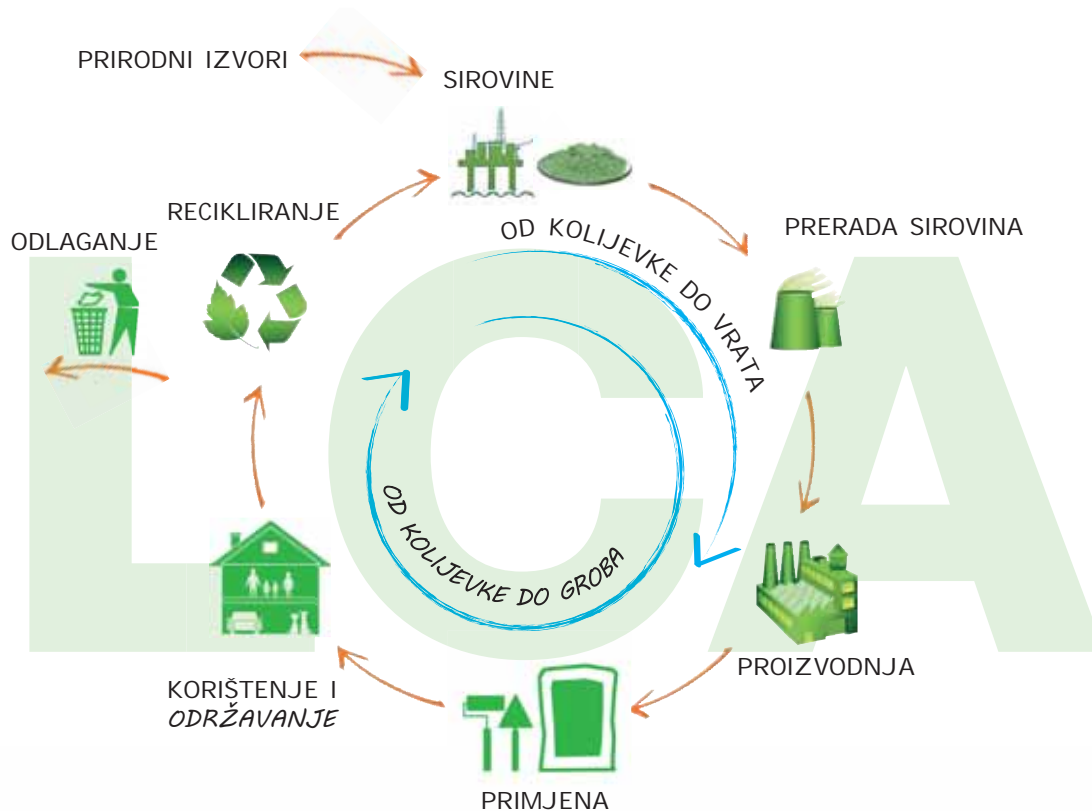 PRIRODNI IZVORI
SIROVINE
RECIKLIRANJE
ODLAGANJE
PRERADA SIROVINA
OD KOLIJEVKE DO VRATA
LCA
OD KOLIJEVKE DO GROBA
PROIZVODNJA
KORIŠTENJE I
ODRŽAVANJE
PRIMJENA